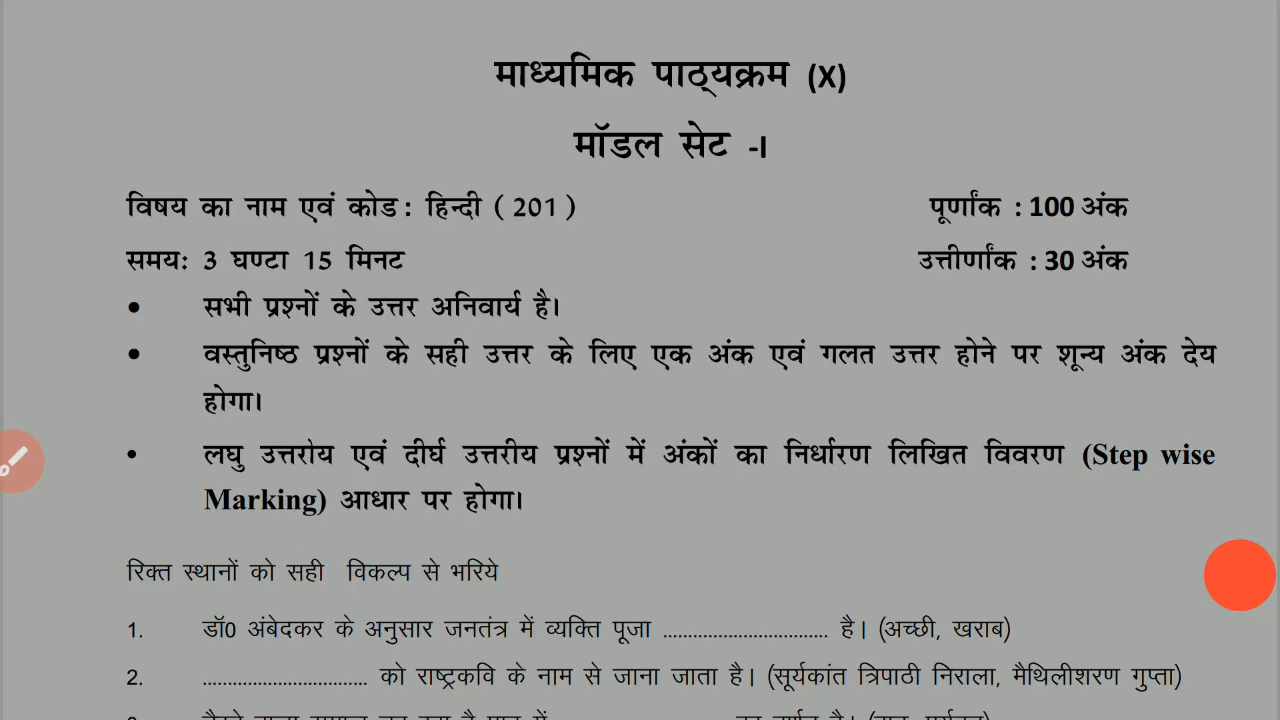 माध्यमिक पाठ्यक्रम (X)
मॉडल सेट -I
विषय का नाम एवं कोड: हिन्दी ( 201 ) पूर्णांक : 100 अंक
समय: 3 घण्टा 15 मिनट उत्तीर्णांक : 30 अंक
• सभी प्रश्नों के उत्तर अनिवार्य है।
• वस्तुनिष्ठ प्रश्नों के सही उत्तर के लिए एक अंक एवं गलत उत्तर होने पर शून्य अंक देय
होगा।
• लघु उत्तरीय एवं दीर्घ उत्तरीय प्रश्नों में अंकों का निर्धारण लिखित विवरण (Step wise
Marking) आधार पर होगा।
रिक्त स्थानों को सही विकल्प से भरिये
1. डॉ0 अंबेदकर के अनुसार जनतंत्र में व्यक्ति पूजा ................................. है। (अच्छी, खराब)
2. ................................. को राष्ट्रकवि के नाम से जाना जाता है। (सूर्यकांत त्रिपाठी निराला, मैथिलीशरण गुप्ता)